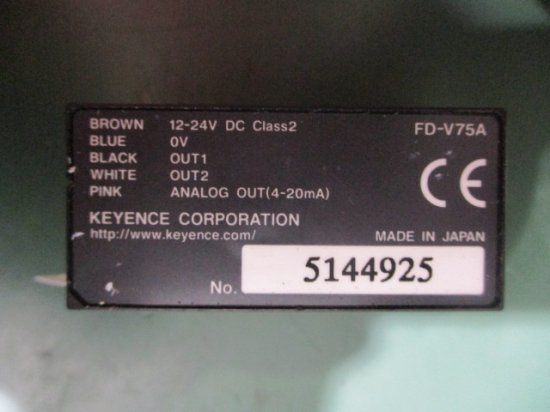 BROWN 12-24V DC Class2 FD-V75A
BLUE 0V
BLACK OUT1
WHITE OUT2
PINK ANALOG OUT(4-20mA)
CE
KEYENCE CORPORATION
http://www.keyence.com/ MADE IN JAPAN
No. 5144925